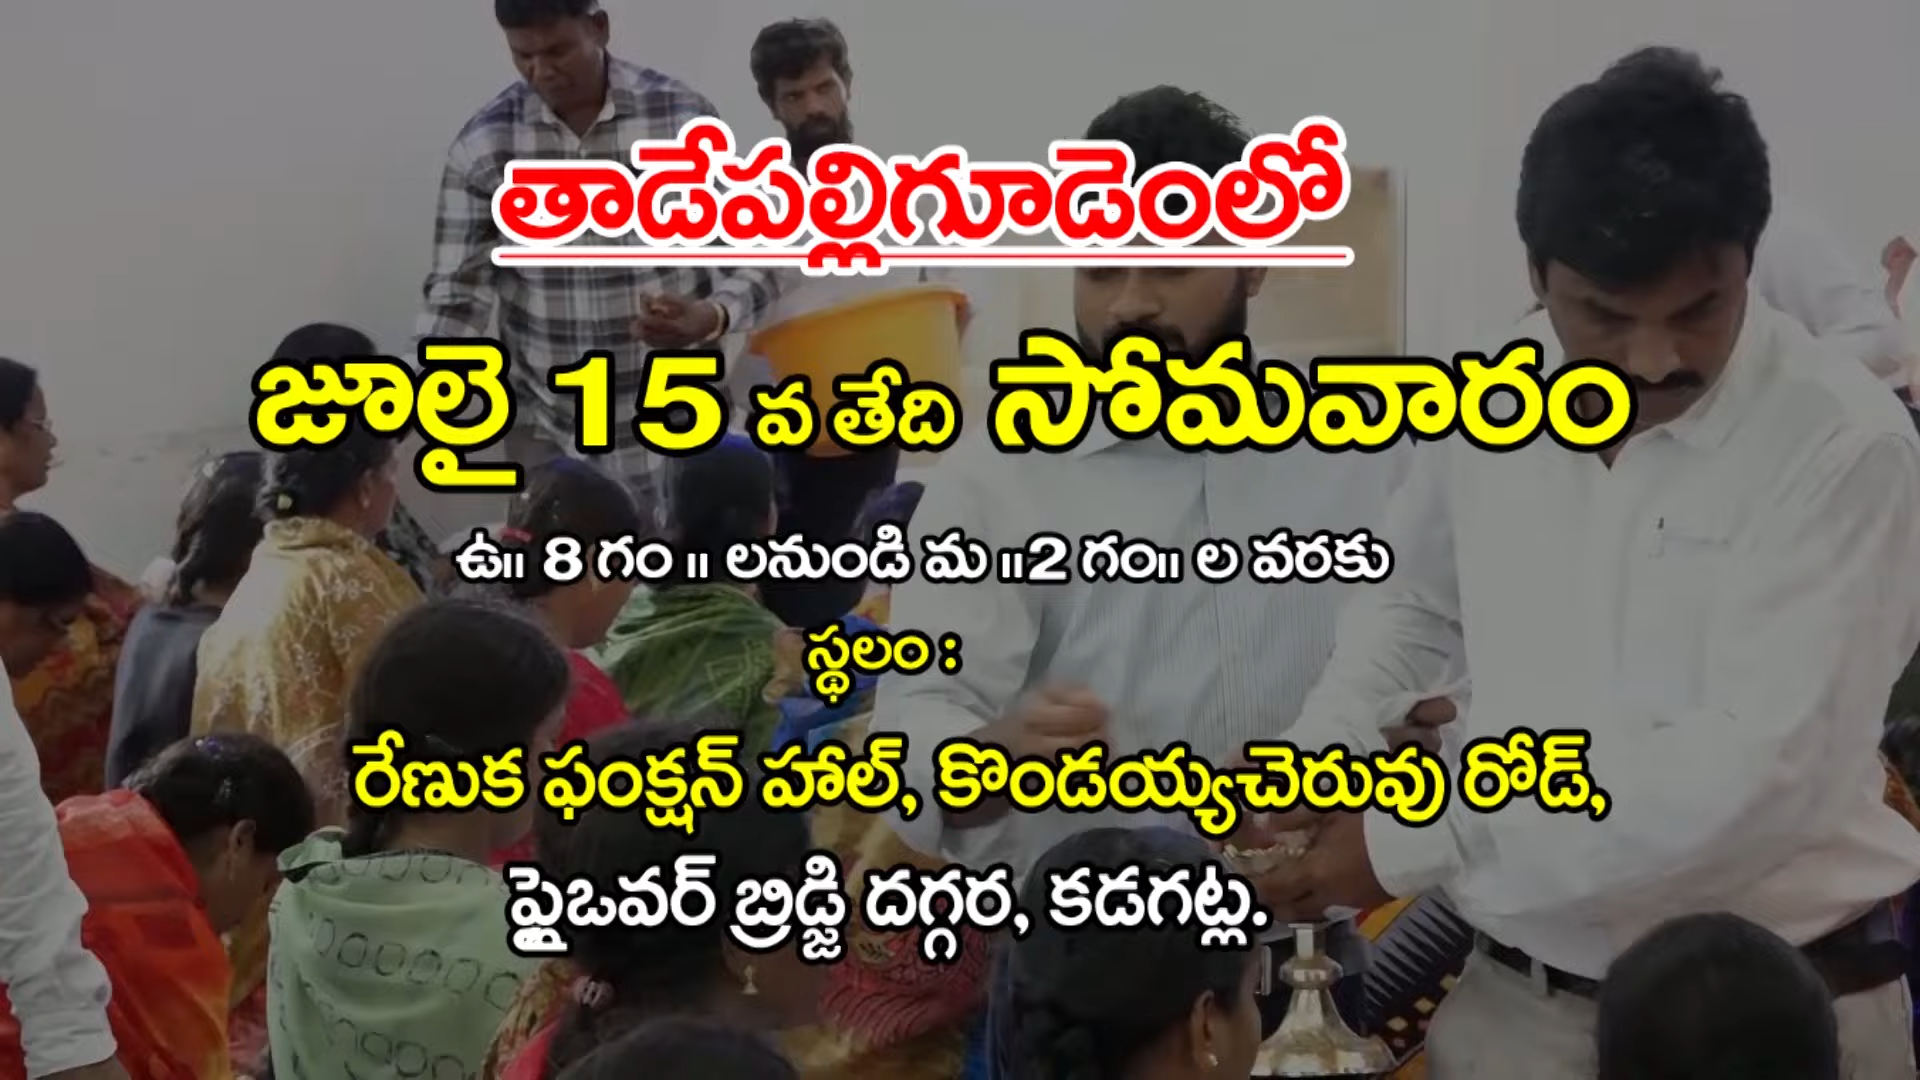 తాడేపల్లిగూడెంలో
జూలై 15 వ తేది సోమవారం
ఉ॥ 8 గం ॥ లనుండి మ ॥2 గం॥ ల వరకు
స్థలం :
రేణుక ఫంక్షన్ హాల్, కొండయ్యచెరువు రోడ్,
ఫ్లైఓవర్ బ్రిడ్జి దగ్గర, కడగట్ల.